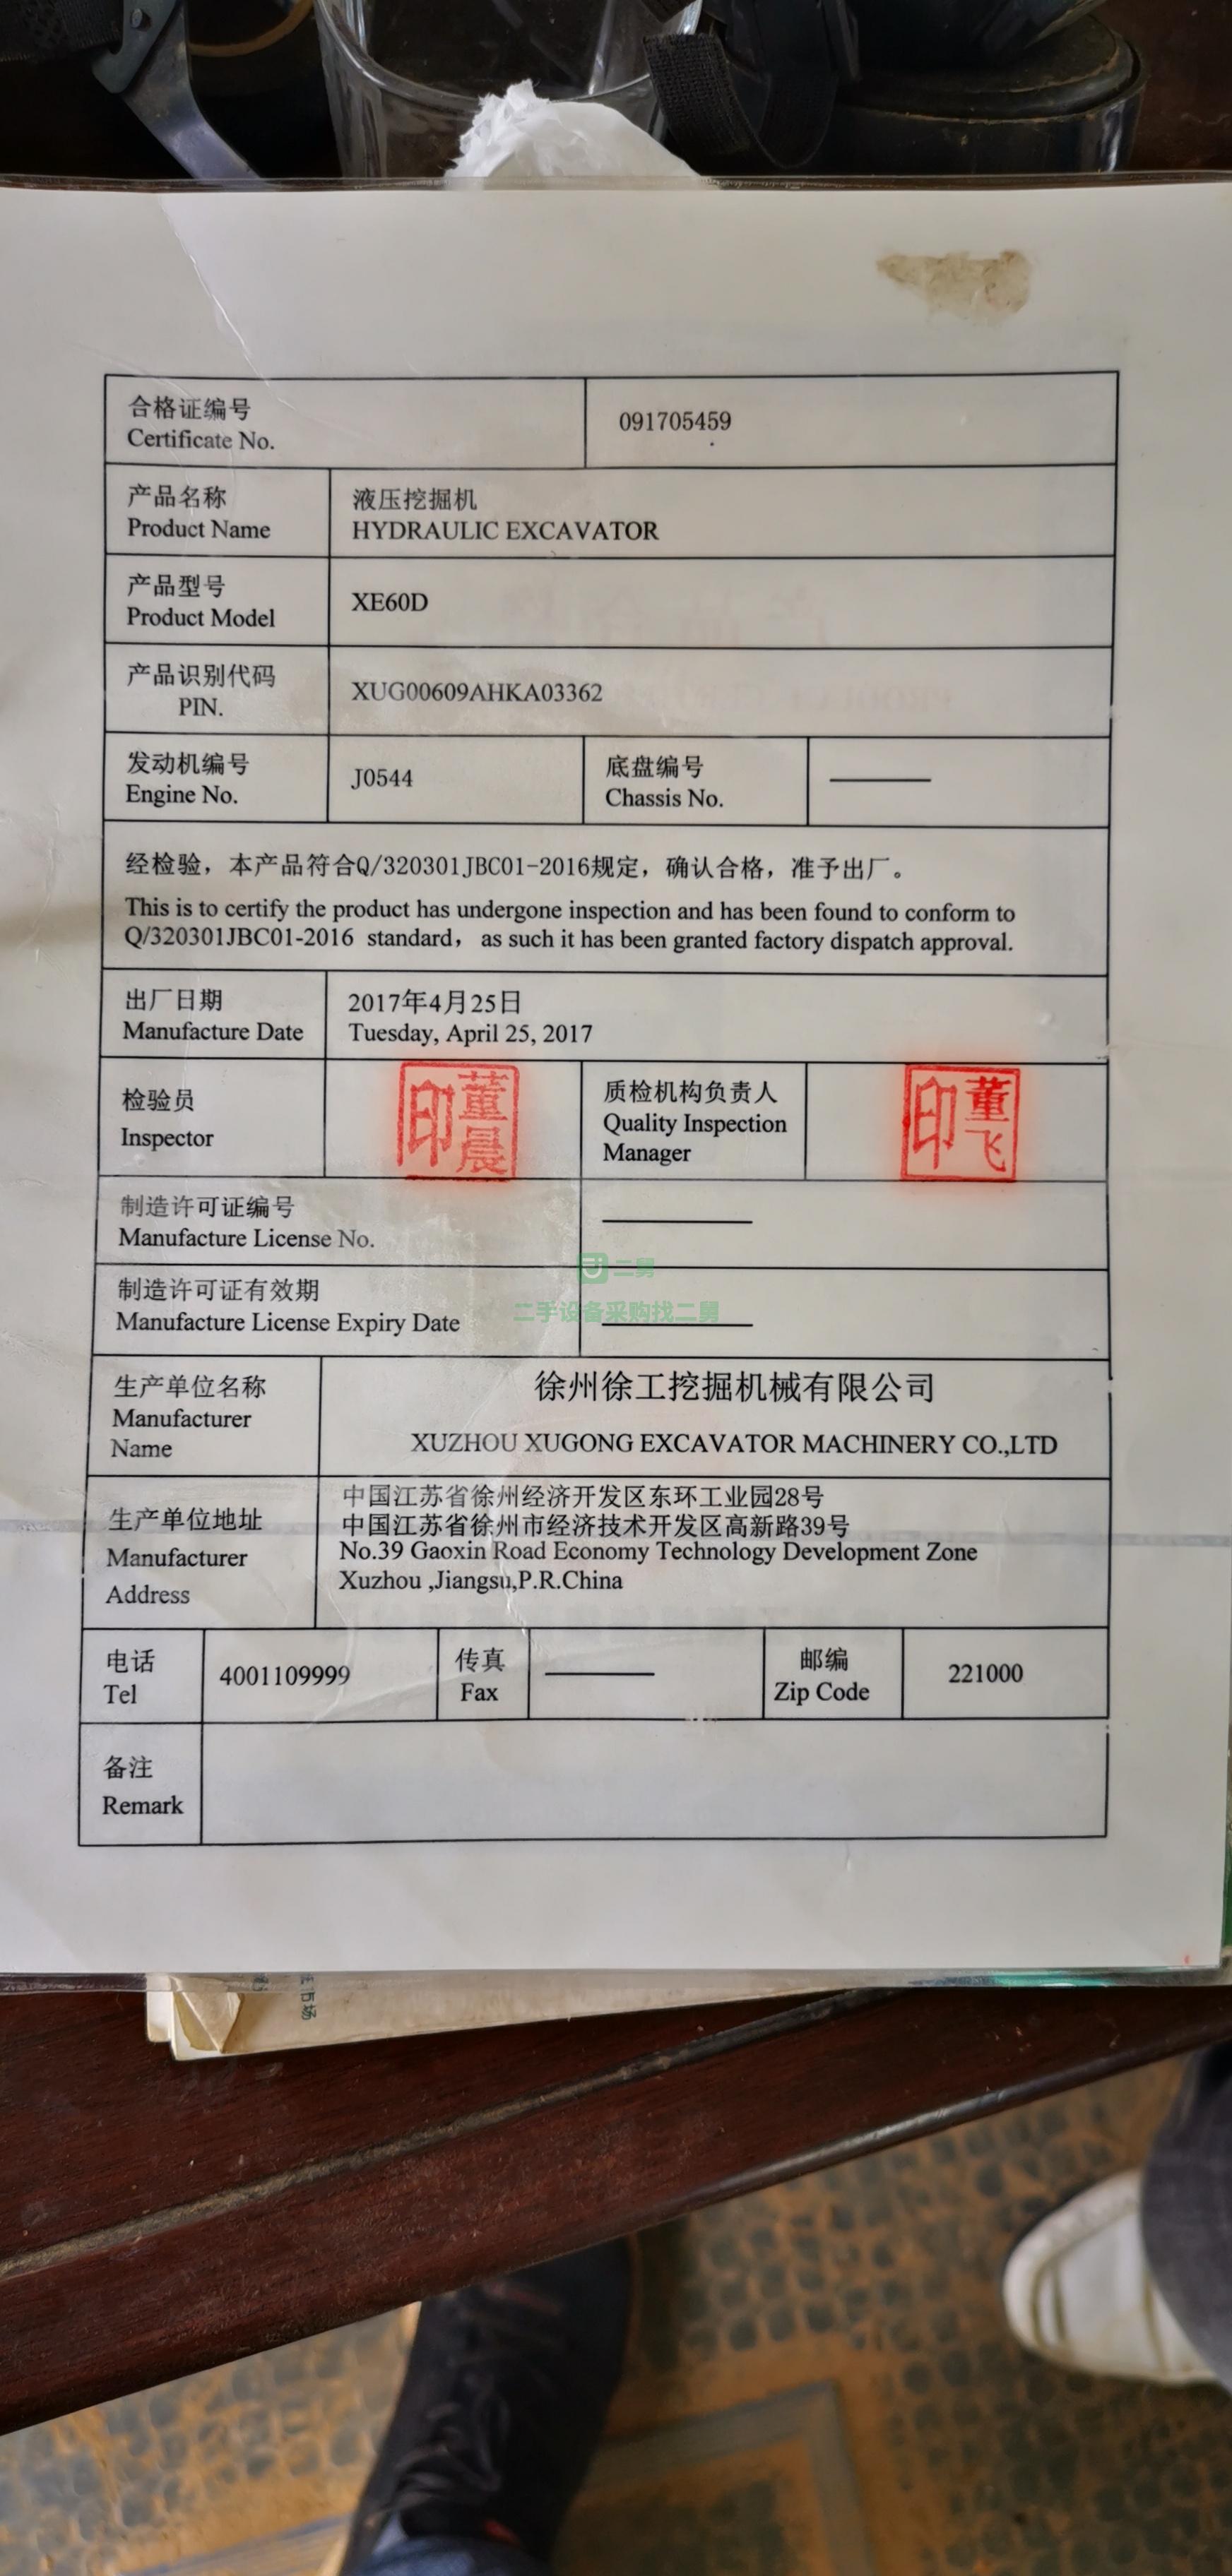 合格证编号
Certificate No.
091705459
产品名称
Product Name
液压挖掘机
HYDRAULIC EXCAVATOR
产品型号
Product Model
XE60D
产品识别代码
PIN.
XUG00609AHKA03362
发动机编号
Engine No.
J0544
底盘编号
Chassis No.
经检验，本产品符合Q/320301JBC01-2016规定，确认合格，准予出厂。
This is to certify the product has undergone inspection and has been found to conform to
Q/320301JBC01-2016 standard，as such it has been granted factory dispatch approval.
出厂日期
Manufacture Date
2017年4月25日
Tuesday, April 25, 2017
检验员
Inspector
董晨印
质检机构负责人
Quality Inspection
Manager
董飞印
制造许可证编号
Manufacture License No.
二舅
制造许可证有效期
Manufacture License Expiry Date
二手设备采购找二舅
生产单位名称
Manufacturer
Name
徐州徐工挖掘机械有限公司
XUZHOU XUGONG EXCAVATOR MACHINERY CO.,LTD
生产单位地址
Manufacturer
Address
中国江苏省徐州经济开发区东环工业园28号
中国江苏省徐州市经济技术开发区高新路39号
No.39 Gaoxin Road Economy Technology Development Zone
Xuzhou ,Jiangsu,P.R.China
电话
Tel
4001109999
传真
Fax
邮编
Zip Code
221000
备注
Remark